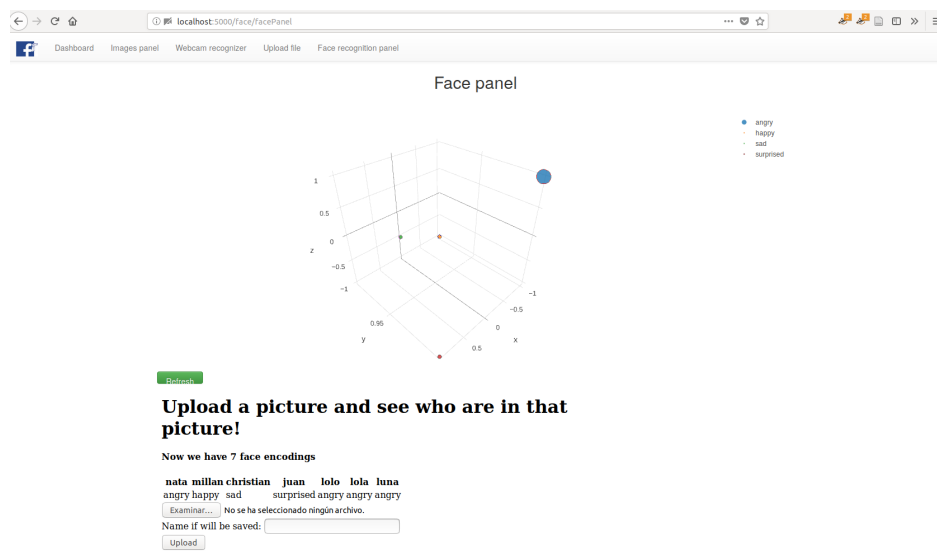 localhost:5000/face/facePanel
2 2
Dashboard Images panel Webcam recognizer Upload file Face recognition panel
Face panel
angry
happy
sad
surprised
1
0.5
0
z
−0.5
−1
0.95
y
−1
−0.5
0
x
0.5
Refresh
Upload a picture and see who are in that
picture!
Now we have 7 face encodings
nata millan christian juan lolo lola luna
angry happy sad surprised angry angry angry
Examinar... No se ha seleccionado ningún archivo.
Name if will be saved:
Upload